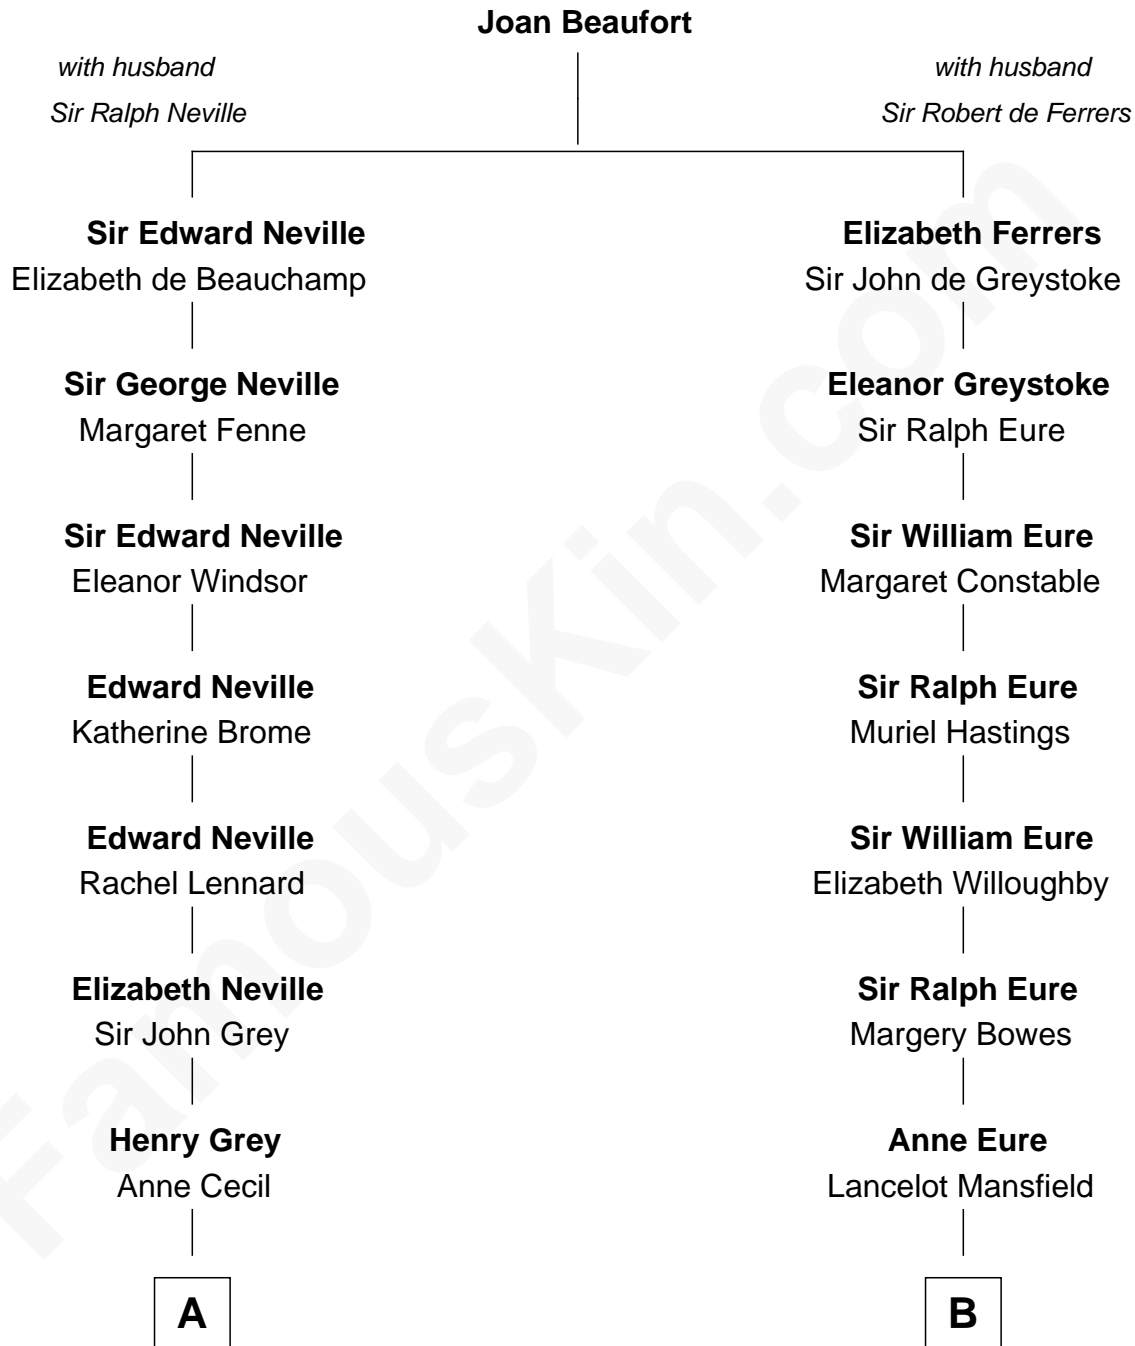 Joan Beaufort
with husband
Sir Ralph Neville
with husband
Sir Robert de Ferrers
Sir Edward Neville
Elizabeth de Beauchamp
Elizabeth Ferrers
Sir John de Greystoke
Sir George Neville
Margaret Fenne
Eleanor Greystoke
Sir Ralph Eure
Sir Edward Neville
Eleanor Windsor
Sir William Eure
Margaret Constable
Edward Neville
Katherine Brome
Sir Ralph Eure
Muriel Hastings
Edward Neville
Rachel Lennard
Sir William Eure
Elizabeth Willoughby
Elizabeth Neville
Sir John Grey
Sir Ralph Eure
Margery Bowes
Henry Grey
Anne Cecil
Anne Eure
Lancelot Mansfield
A
B
FamousKin.com